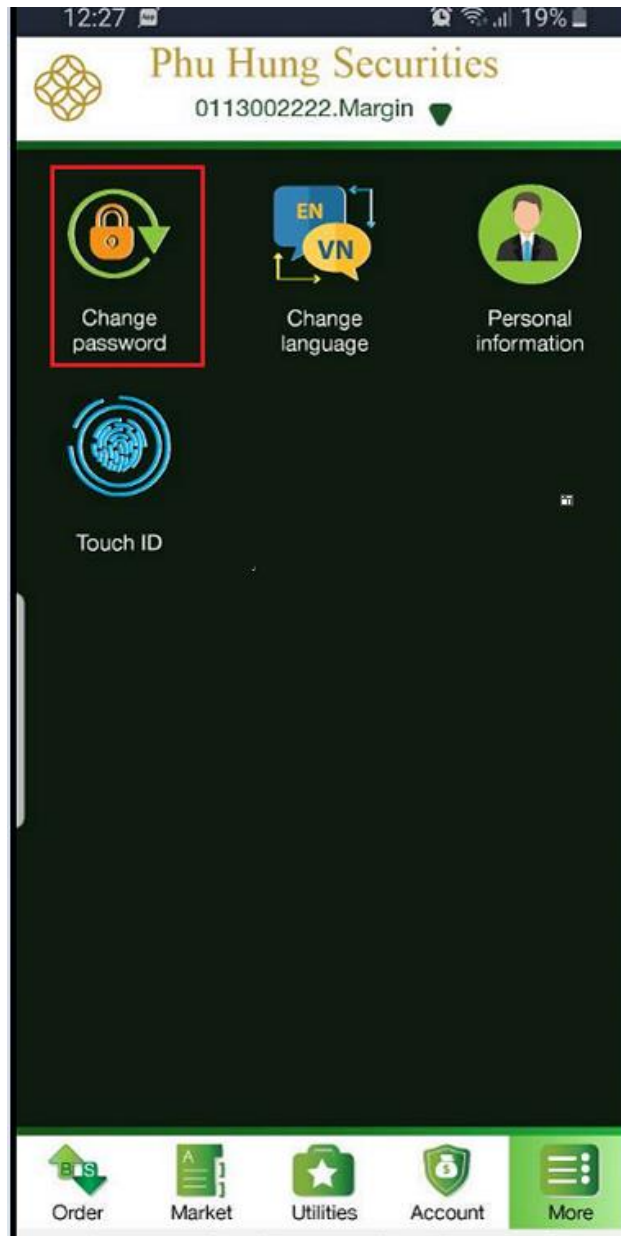 12:27
19%
Phu Hung Securities
0113002222.Margin
EN
VN
Change
password
Change
language
Personal
information
Touch ID
B S
A
Order
Market
Utilities
Account
More